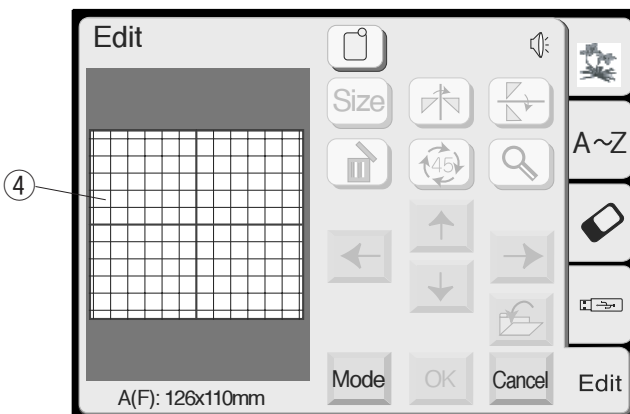 Edit
Size
A~Z
④
45
Mode
OK
Cancel
Edit
A(F): 126x110mm